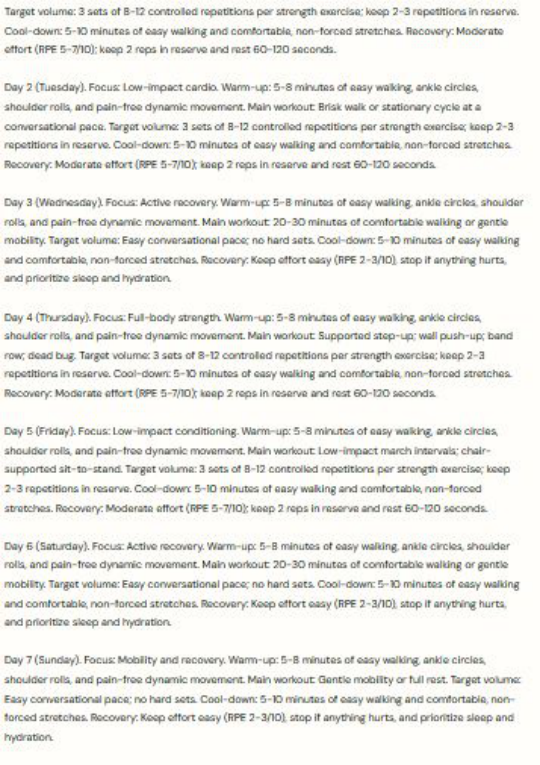 Target volume: 3 sets of 8-12 controlled repetitions per strength exercise; keep 2-3 repetitions in reserve.
Cool-down: 5-10 minutes of easy walking and comfortable, non-forced stretches. Recovery: Moderate
effort (RPE 5-7/10); keep 2 reps in reserve and rest 60-120 seconds.
Day 2 (Tuesday). Focus: Low-impact cardio. Warm-up: 5-8 minutes of easy walking, ankle circles,
shoulder rolls, and pain-free dynamic movement. Main workout: Brisk walk or stationary cycle at a
conversational pace. Target volume: 3 sets of 8-12 controlled repetitions per strength exercise; keep 2-3
repetitions in reserve. Cool-down: 5-10 minutes of easy walking and comfortable, non-forced stretches.
Recovery: Moderate effort (RPE 5-7/10); keep 2 reps in reserve and rest 60-120 seconds.
Day 3 (Wednesday). Focus: Active recovery. Warm-up: 5-8 minutes of easy walking, ankle circles, shoulder
rolls, and pain-free dynamic movement. Main workout: 20-30 minutes of comfortable walking or gentle
mobility. Target volume: Easy conversational pace; no hard sets. Cool-down: 5-10 minutes of easy walking
and comfortable, non-forced stretches. Recovery: Keep effort easy (RPE 2-3/10), stop if anything hurts,
and prioritize sleep and hydration.
Day 4 (Thursday). Focus: Full-body strength. Warm-up: 5-8 minutes of easy walking, ankle circles,
shoulder rolls, and pain-free dynamic movement. Main workout: Supported step-up; wall push-up; band
row; dead bug. Target volume: 3 sets of 8-12 controlled repetitions per strength exercise; keep 2-3
repetitions in reserve. Cool-down: 5-10 minutes of easy walking and comfortable, non-forced stretches.
Recovery: Moderate effort (RPE 5-7/10); keep 2 reps in reserve and rest 60-120 seconds.
Day 5 (Friday). Focus: Low-impact conditioning. Warm-up: 5-8 minutes of easy walking, ankle circles,
shoulder rolls, and pain-free dynamic movement. Main workout: Low-impact march intervals; chair-
supported sit-to-stand. Target volume: 3 sets of 8-12 controlled repetitions per strength exercise; keep
2-3 repetitions in reserve. Cool-down: 5-10 minutes of easy walking and comfortable, non-forced
stretches. Recovery: Moderate effort (RPE 5-7/10); keep 2 reps in reserve and rest 60-120 seconds.
Day 6 (Saturday). Focus: Active recovery. Warm-up: 5-8 minutes of easy walking, ankle circles, shoulder
rolls, and pain-free dynamic movement. Main workout: 20-30 minutes of comfortable walking or gentle
mobility. Target volume: Easy conversational pace; no hard sets. Cool-down: 5-10 minutes of easy walking
and comfortable, non-forced stretches. Recovery: Keep effort easy (RPE 2-3/10), stop if anything hurts,
and prioritize sleep and hydration.
Day 7 (Sunday). Focus: Mobility and recovery. Warm-up: 5-8 minutes of easy walking, ankle circles,
shoulder rolls, and pain-free dynamic movement. Main workout: Gentle mobility or full rest. Target volume:
Easy conversational pace; no hard sets. Cool-down: 5-10 minutes of easy walking and comfortable, non-
forced stretches. Recovery: Keep effort easy (RPE 2-3/10), stop if anything hurts, and prioritize sleep and
hydration.